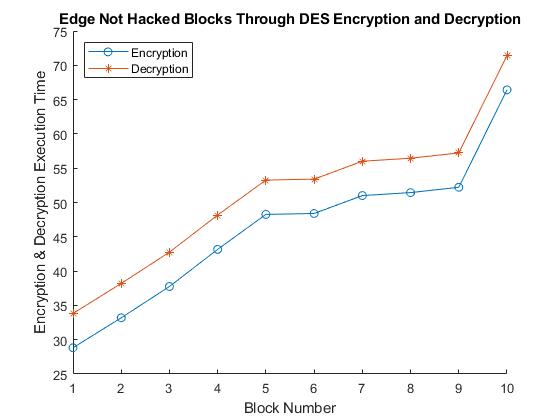 Edge Not Hacked Blocks Through DES Encryption and Decryption
Encryption & Decryption Execution Time
75
70
65
60
55
50
45
40
35
30
25
Encryption
Decryption
1 2 3 4 5 6 7 8 9 10
Block Number